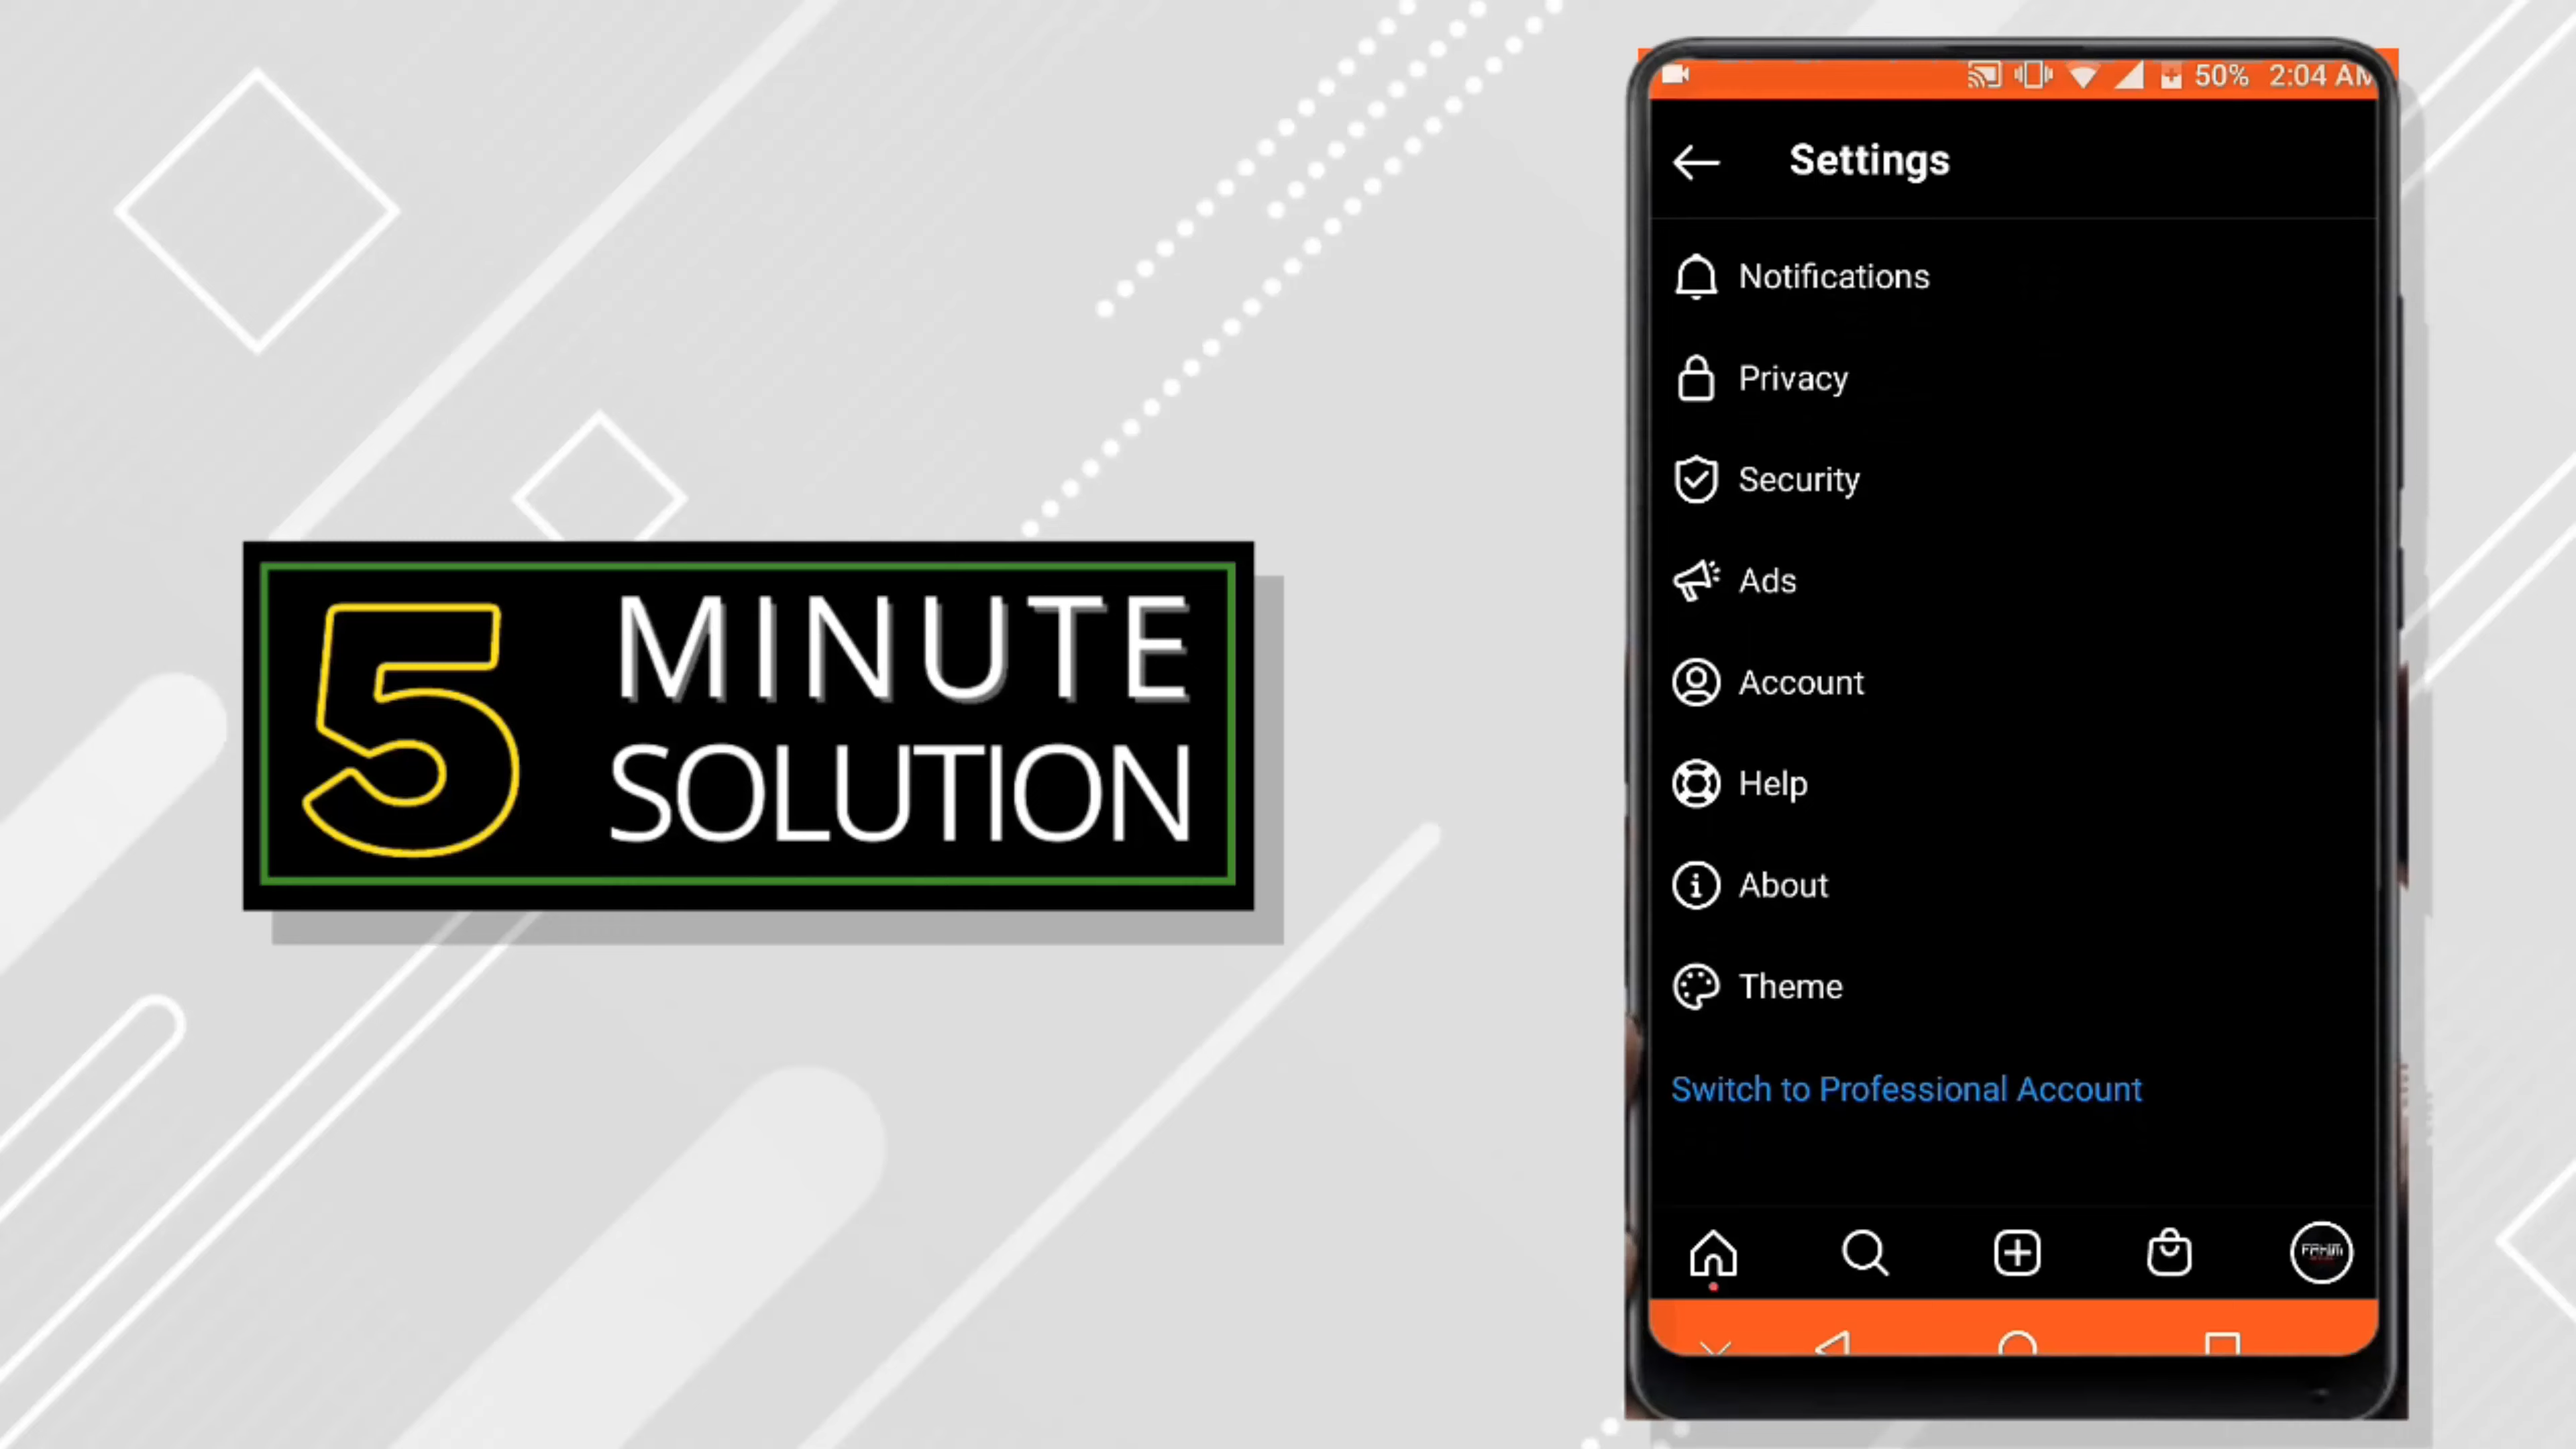 5 MINUTE
SOLUTION
50% 2:04 AM
Settings
Notifications
Privacy
Security
Ads
Account
Help
About
Theme
Switch to Professional Account